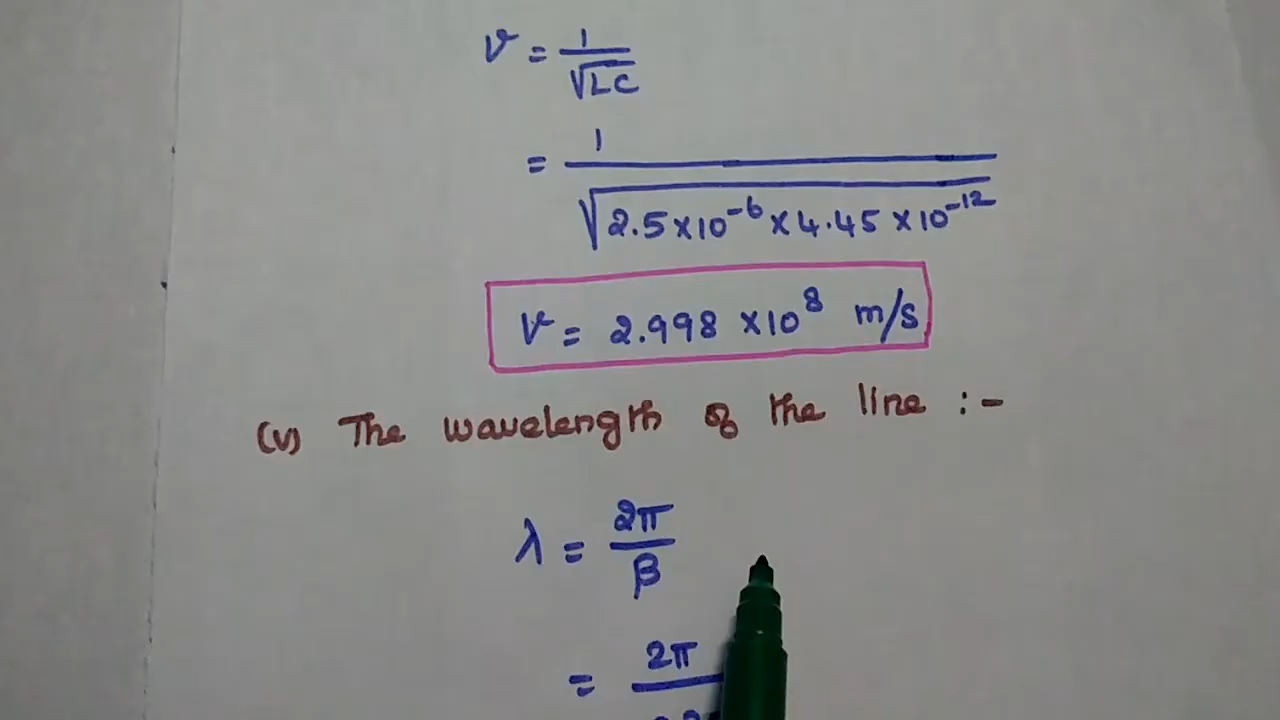 v = 1/√LC
= 1/√2.5×10⁻⁶×4.45×10⁻¹²
v = 2.998 ×10⁸ m/s
(v) The wavelength of the line :-
λ = 2π/β
= 2π